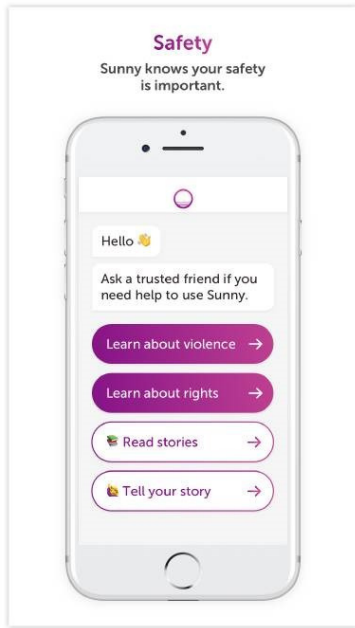 Safety
Sunny knows your safety
is important.
Hello 👋
Ask a trusted friend if you
need help to use Sunny.
Learn about violence →
Learn about rights →
📚 Read stories →
🙋 Tell your story →